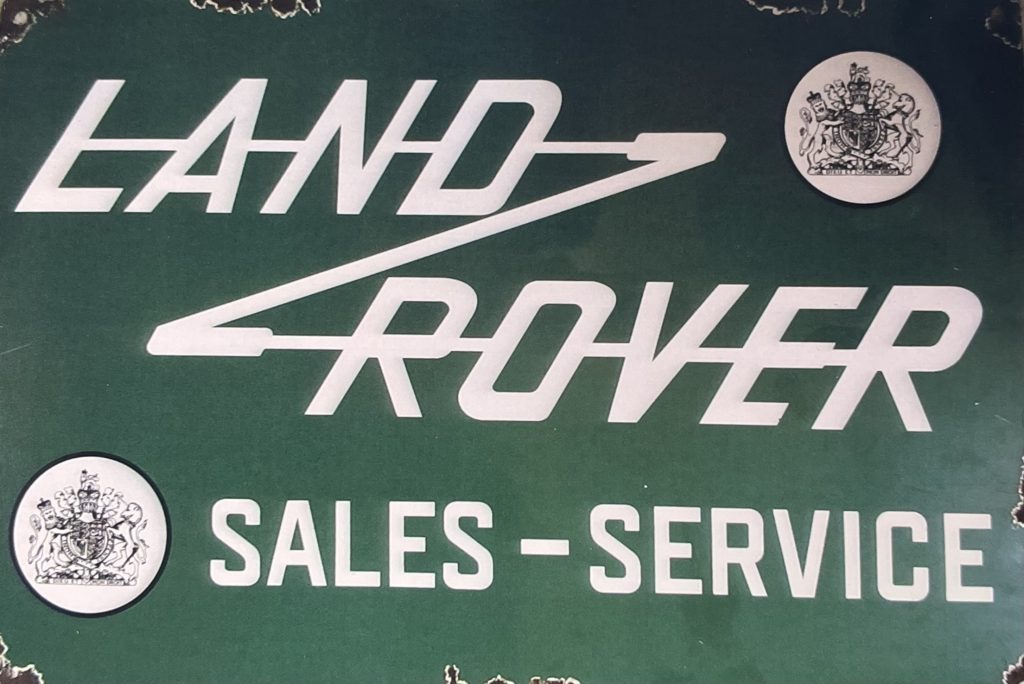 LAND
ROVER
SALES – SERVICE